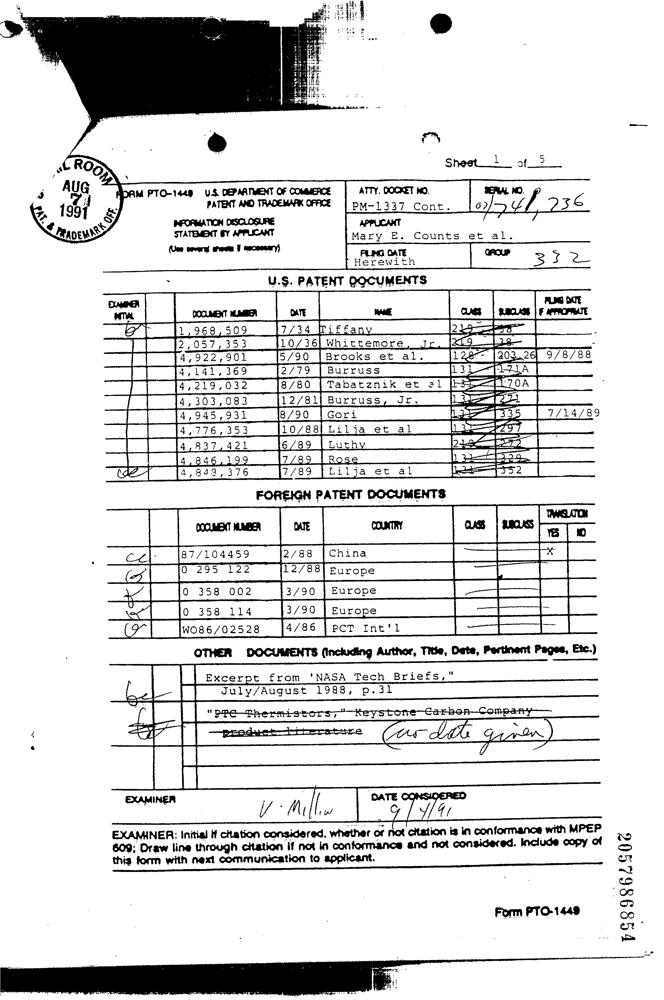 Sheet 1 of 5
MAIL ROOM
AUG
7
1991
PAT. & TRADEMARK OFF.
FORM PTO-1449 U.S. DEPARTMENT OF COMMERCE
PATENT AND TRADEMARK OFFICE
INFORMATION DISCLOSURE
STATEMENT BY APPLICANT
(Use several sheets if necessary)
ATTY. DOCKET NO.
PM-1337 Cont.
SERIAL NO.
07/741,736
APPLICANT
Mary E. Counts et al.
FILING DATE
Herewith
GROUP
332
U.S. PATENT DOCUMENTS
EXAMINER INITIAL DOCUMENT NUMBER DATE NAME CLASS SUBCLASS FILING DATE IF APPROPRIATE
1,968,509 7/34 Tiffany 219 38
2,057,353 10/36 Whittemore, Jr. 219 38
4,922,901 5/90 Brooks et al. 128 203.26 9/8/88
4,141,369 2/79 Burruss 131 171A
4,219,032 8/80 Tabatznik et al 131 170A
4,303,083 12/81 Burruss, Jr. 131 271
4,945,931 8/90 Gori 131 335 7/14/89
4,776,353 10/88 Lilja et al 131 297
4,837,421 6/89 Luthy 219 273
4,846,199 7/89 Rose 131 329
4,848,376 7/89 Lilja et al 131 352
FOREIGN PATENT DOCUMENTS
DOCUMENT NUMBER DATE COUNTRY CLASS SUBCLASS TRANSLATION
YES NO
87/104459 2/88 China X
0 295 122 12/88 Europe
0 358 002 3/90 Europe
0 358 114 3/90 Europe
WO86/02528 4/86 PCT Int'l
OTHER DOCUMENTS (Including Author, Title, Date, Pertinent Pages, Etc.)
Excerpt from 'NASA Tech Briefs,"
July/August 1988, p.31
"PTC Thermistors," Keystone Carbon Company
product literature (no date given)
EXAMINER
DATE CONSIDERED
9/4/91
EXAMINER: Initial if citation considered, whether or not citation is in conformance with MPEP
609; Draw line through citation if not in conformance and not considered. Include copy of
this form with next communication to applicant.
Form PTO-1449
2057986854